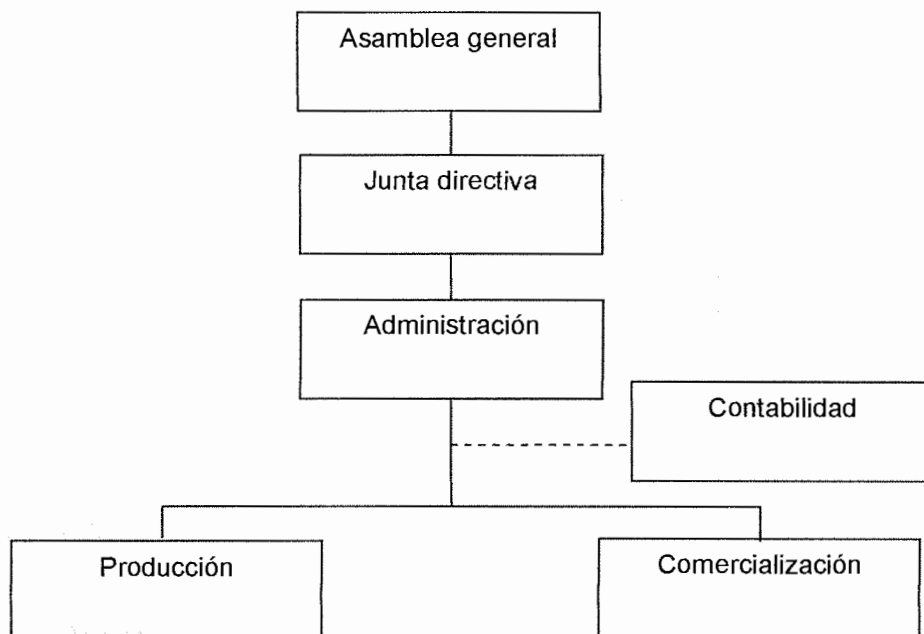 Asamblea general
Junta directiva
Administración
Contabilidad
Producción
Comercialización